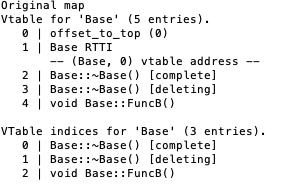 Original map
Vtable for 'Base' (5 entries).
   0 | offset_to_top (0)
   1 | Base RTTI
       -- (Base, 0) vtable address --
   2 | Base::~Base() [complete]
   3 | Base::~Base() [deleting]
   4 | void Base::FuncB()

VTable indices for 'Base' (3 entries).
   0 | Base::~Base() [complete]
   1 | Base::~Base() [deleting]
   2 | void Base::FuncB()